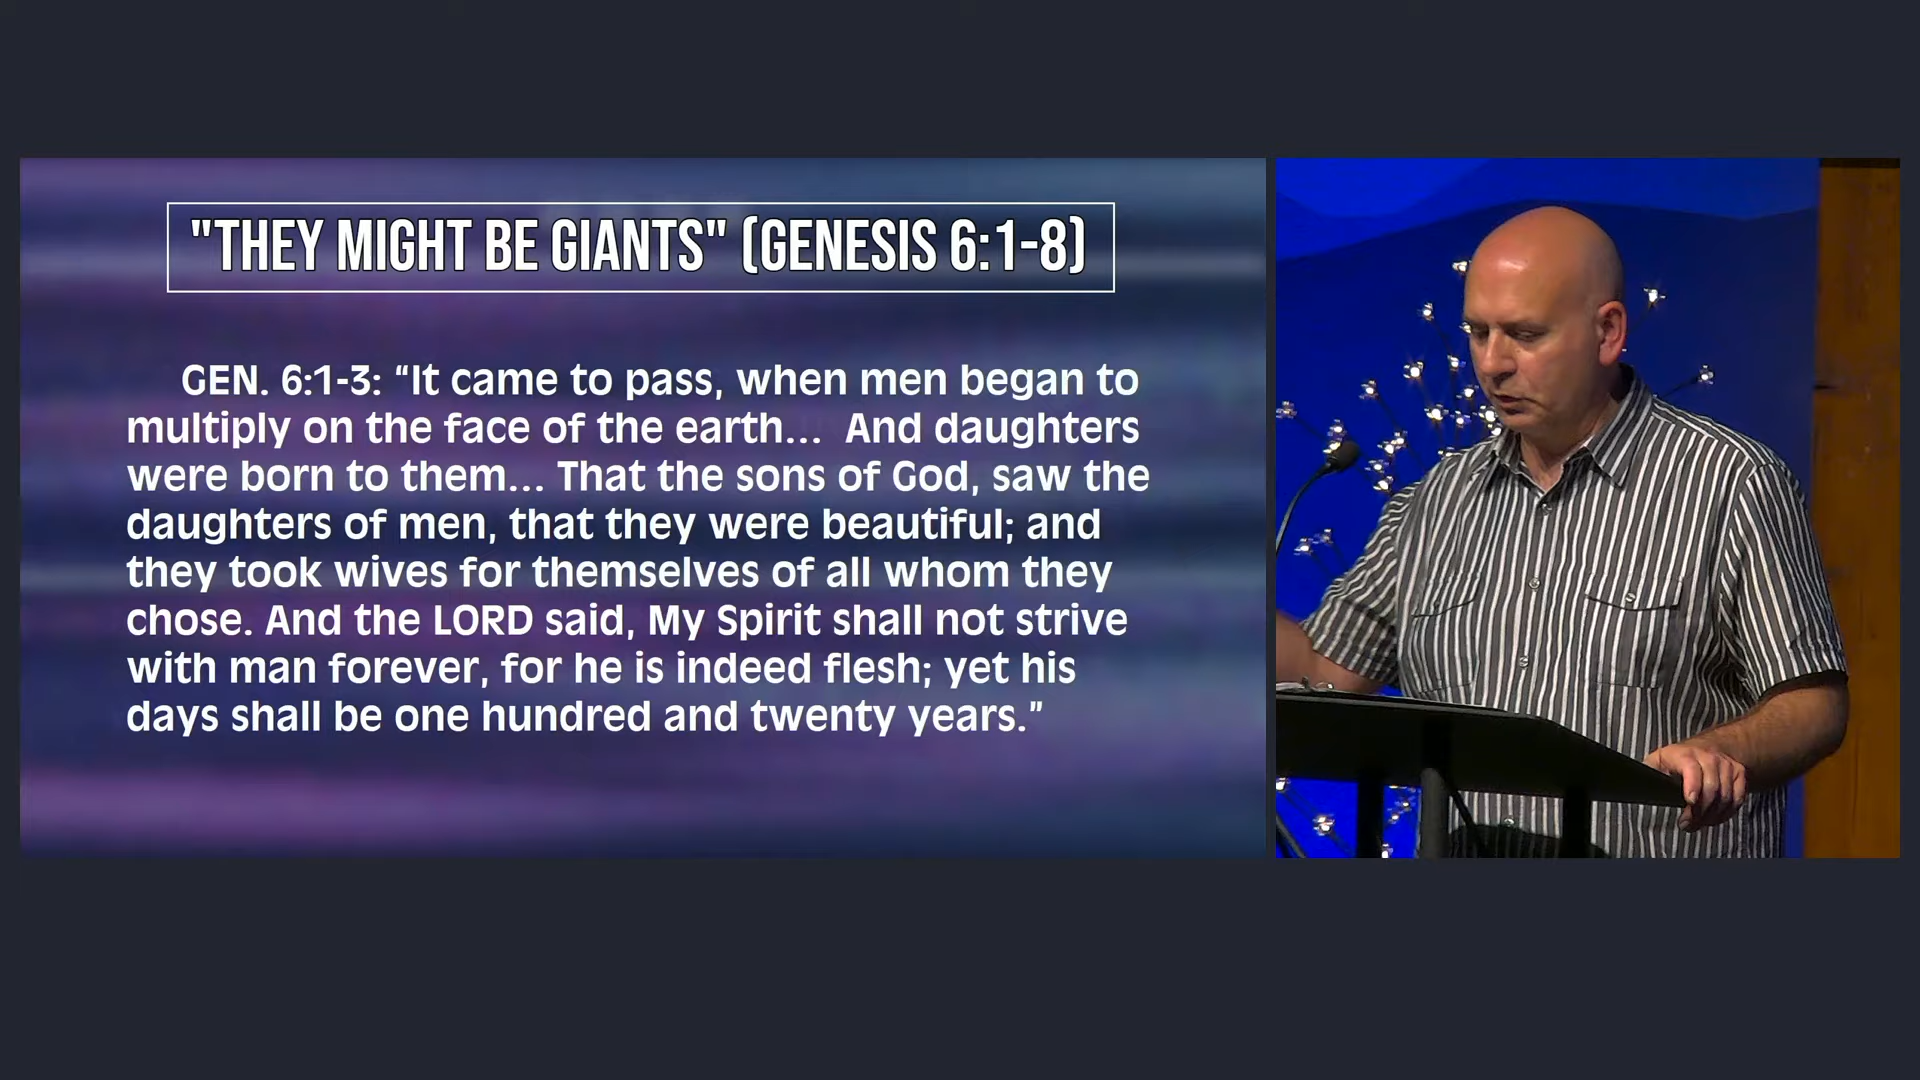 "THEY MIGHT BE GIANTS" (GENESIS 6:1-8)
GEN. 6:1-3: “It came to pass, when men began to
multiply on the face of the earth… And daughters
were born to them… That the sons of God, saw the
daughters of men, that they were beautiful; and
they took wives for themselves of all whom they
chose. And the LORD said, My Spirit shall not strive
with man forever, for he is indeed flesh; yet his
days shall be one hundred and twenty years.”